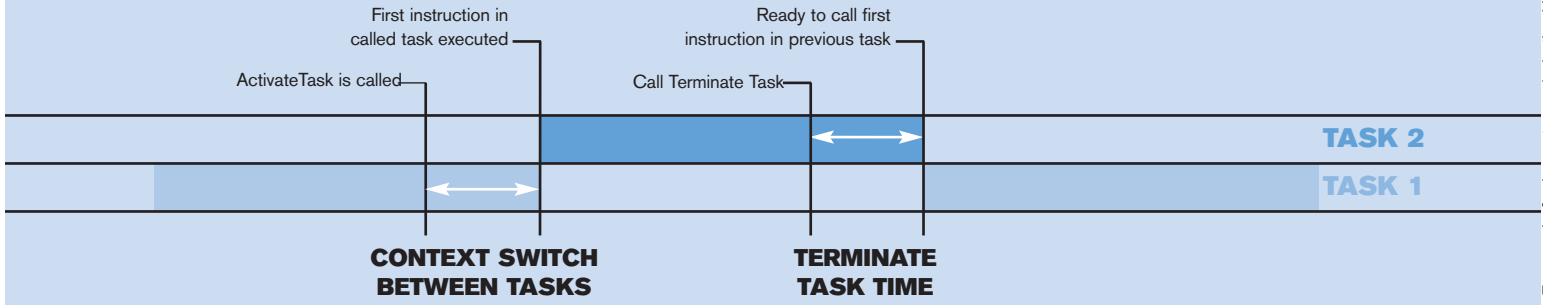 First instruction in
called task executed
Ready to call first
instruction in previous task
ActivateTask is called
Call Terminate Task
TASK 2
TASK 1
CONTEXT SWITCH
BETWEEN TASKS
TERMINATE
TASK TIME